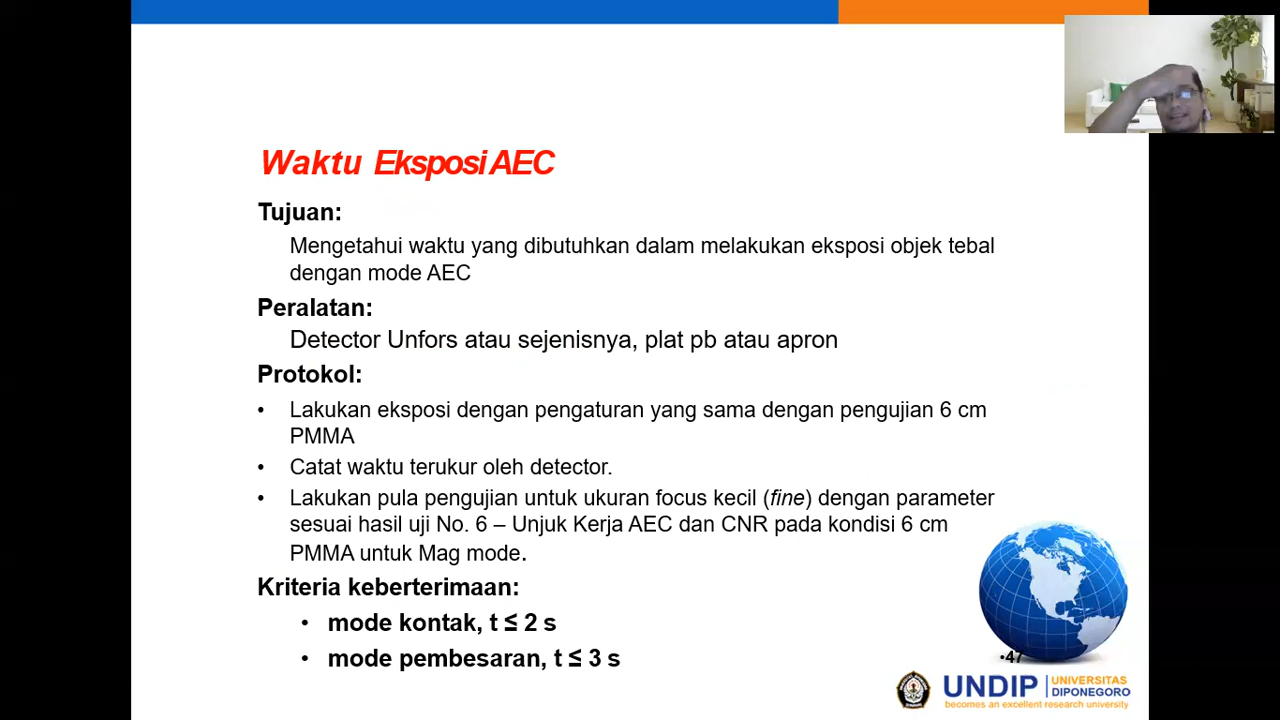 Waktu Eksposi AEC
Tujuan:
Mengetahui waktu yang dibutuhkan dalam melakukan eksposi objek tebal
dengan mode AEC
Peralatan:
Detector Unfors atau sejenisnya, plat pb atau apron
Protokol:
• Lakukan eksposi dengan pengaturan yang sama dengan pengujian 6 cm
PMMA
• Catat waktu terukur oleh detector.
• Lakukan pula pengujian untuk ukuran focus kecil (fine) dengan parameter
sesuai hasil uji No. 6 – Unjuk Kerja AEC dan CNR pada kondisi 6 cm
PMMA untuk Mag mode.
Kriteria keberterimaan:
• mode kontak, t ≤ 2 s
• mode pembesaran, t ≤ 3 s
•47
UNDIP UNIVERSITAS
DIPONEGORO
becomes an excellent research university